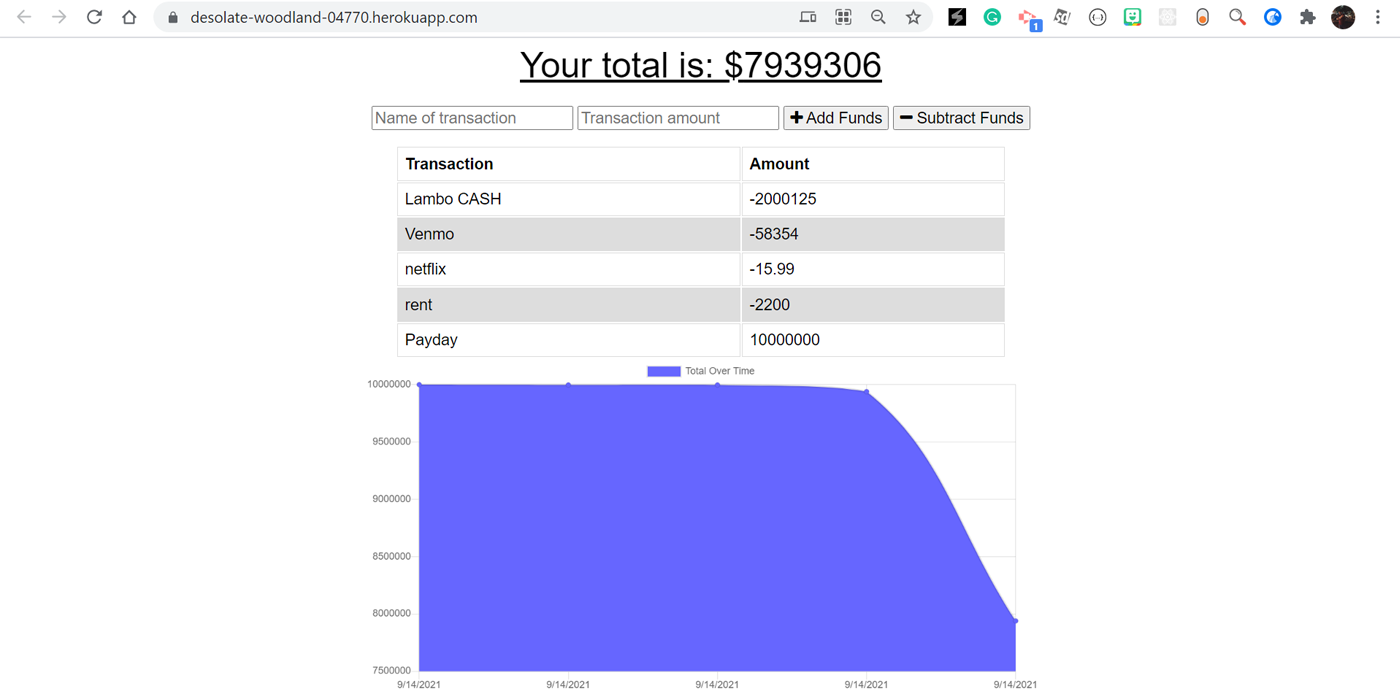 desolate-woodland-04770.herokuapp.com
1
Your total is: $7939306
Name of transaction Transaction amount Add Funds Subtract Funds
Transaction Amount
Lambo CASH -2000125
Venmo -58354
netflix -15.99
rent -2200
Payday 10000000
Total Over Time
10000000
9500000
9000000
8500000
8000000
7500000
9/14/2021 9/14/2021 9/14/2021 9/14/2021 9/14/2021